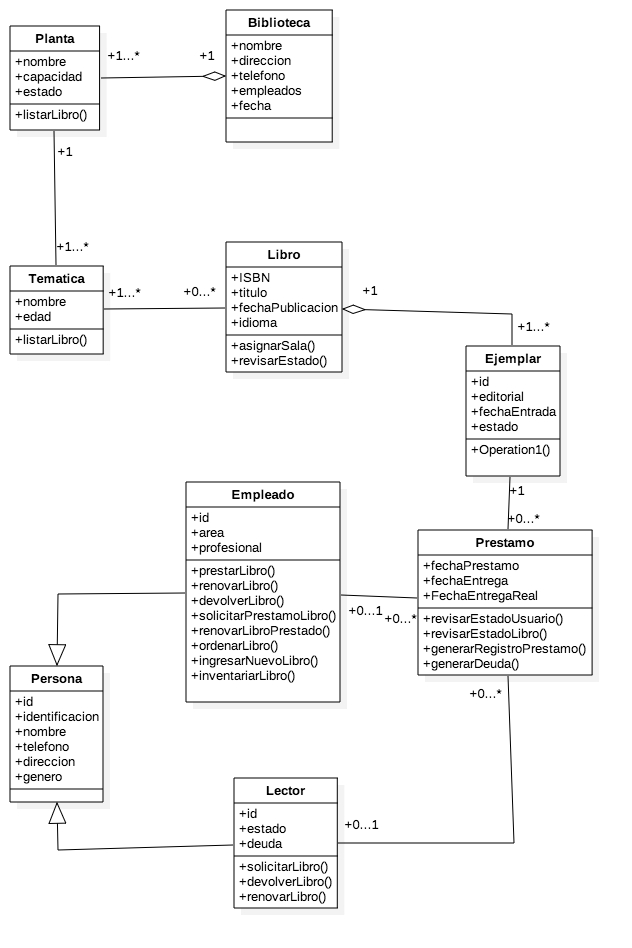 Biblioteca
+nombre
+direccion
+telefono
+empleados
+fecha
Planta
+nombre
+capacidad
+estado
+listarLibro()
+1...*
+1
+1
+1...*
Tematica
+nombre
+edad
+listarLibro()
+1...*
+0...*
Libro
+ISBN
+titulo
+fechaPublicacion
+idioma
+asignarSala()
+revisarEstado()
+1
+1...*
Ejemplar
+id
+editorial
+fechaEntrada
+estado
+Operation1()
+1
+0...*
Empleado
+id
+area
+profesional
+prestarLibro()
+renovarLibro()
+devolverLibro()
+solicitarPrestamoLibro()
+renovarLibroPrestado()
+ordenarLibro()
+ingresarNuevoLibro()
+inventariarLibro()
+0...1
+0...*
Prestamo
+fechaPrestamo
+fechaEntrega
+FechaEntregaReal
+revisarEstadoUsuario()
+revisarEstadoLibro()
+generarRegistroPrestamo()
+generarDeuda()
+0...*
Persona
+id
+identificacion
+nombre
+telefono
+direccion
+genero
Lector
+id
+estado
+deuda
+solicitarLibro()
+devolverLibro()
+renovarLibro()
+0...1